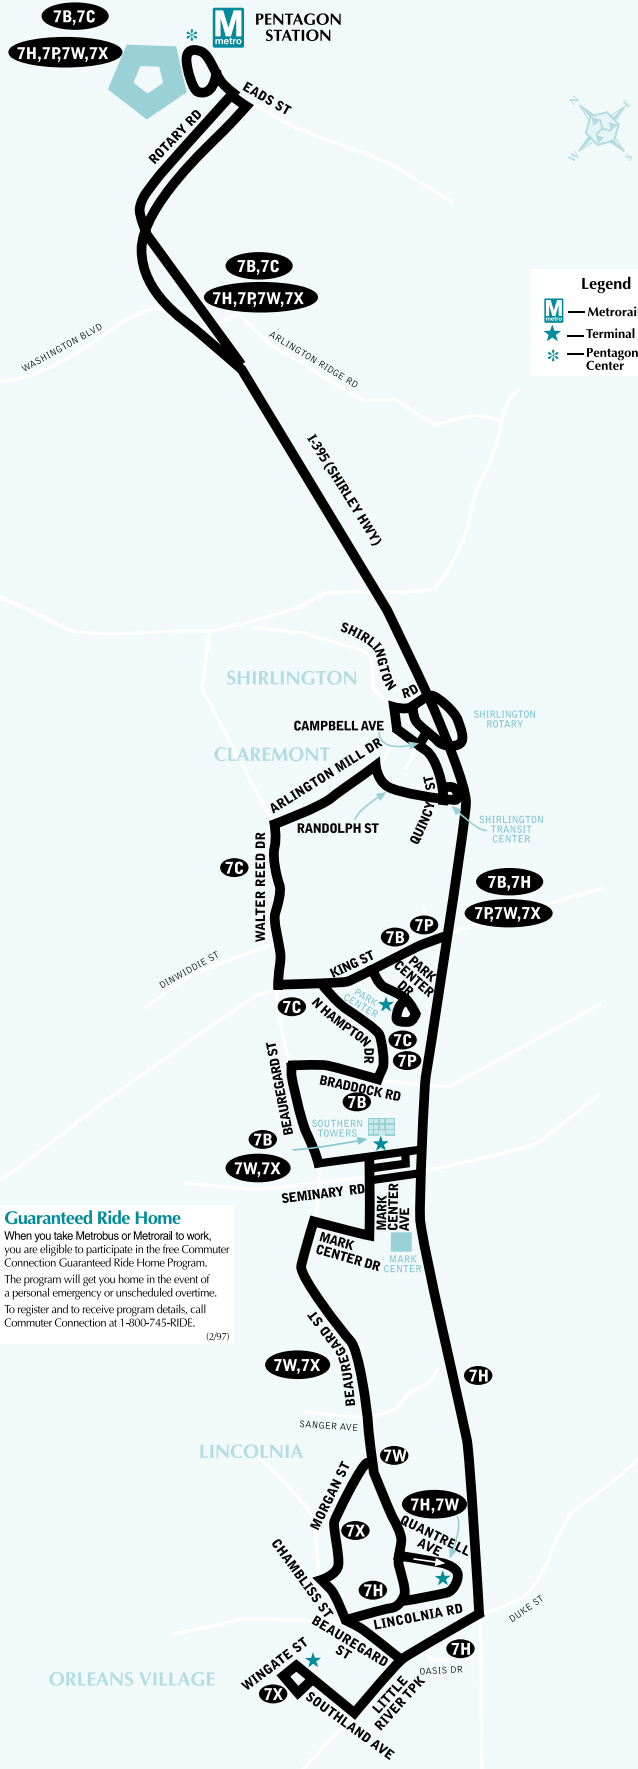 7B,7C
7H,7P,7W,7X
M
metro
PENTAGON
STATION
EADS ST
ROTARY RD
N
E
W
S
7B,7C
7H,7P,7W,7X
Legend
M
metro
Metrorail
Terminal
Pentagon
Center
WASHINGTON BLVD
ARLINGTON RIDGE RD
I-395 (SHIRLEY HWY)
SHIRLINGTON RD
SHIRLINGTON
SHIRLINGTON
ROTARY
CAMPBELL AVE
CLAREMONT
ARLINGTON MILL DR
RANDOLPH ST
QUINCY ST
SHIRLINGTON
TRANSIT
CENTER
7C
WALTER REED DR
7B,7H
7P,7W,7X
7P
7B
KING ST
PARK
CENTER
DR
DINWIDDIE ST
PARK
CENTER
7C
N HAMPTON DR
7C
7P
BEAUREGARD ST
BRADDOCK RD
7B
SOUTHERN
TOWERS
7B
7W,7X
SEMINARY RD
MARK
CENTER
AVE
Guaranteed Ride Home
When you take Metrobus or Metrorail to work,
you are eligible to participate in the free Commuter
Connection Guaranteed Ride Home Program.
The program will get you home in the event of
a personal emergency or unscheduled overtime.
To register and to receive program details, call
Commuter Connection at 1-800-745-RIDE.
(2/97)
MARK
CENTER DR
MARK
CENTER
BEAUREGARD ST
7W,7X
7H
SANGER AVE
LINCOLNIA
7W
MORGAN ST
7H,7W
7X
QUANTRELL
AVE
CHAMBLISS ST
7H
LINCOLNIA RD
DUKE ST
BEAUREGARD
ST
7H
WINGATE ST
OASIS DR
ORLEANS VILLAGE
7X
LITTLE
RIVER TPK
SOUTHLAND AVE